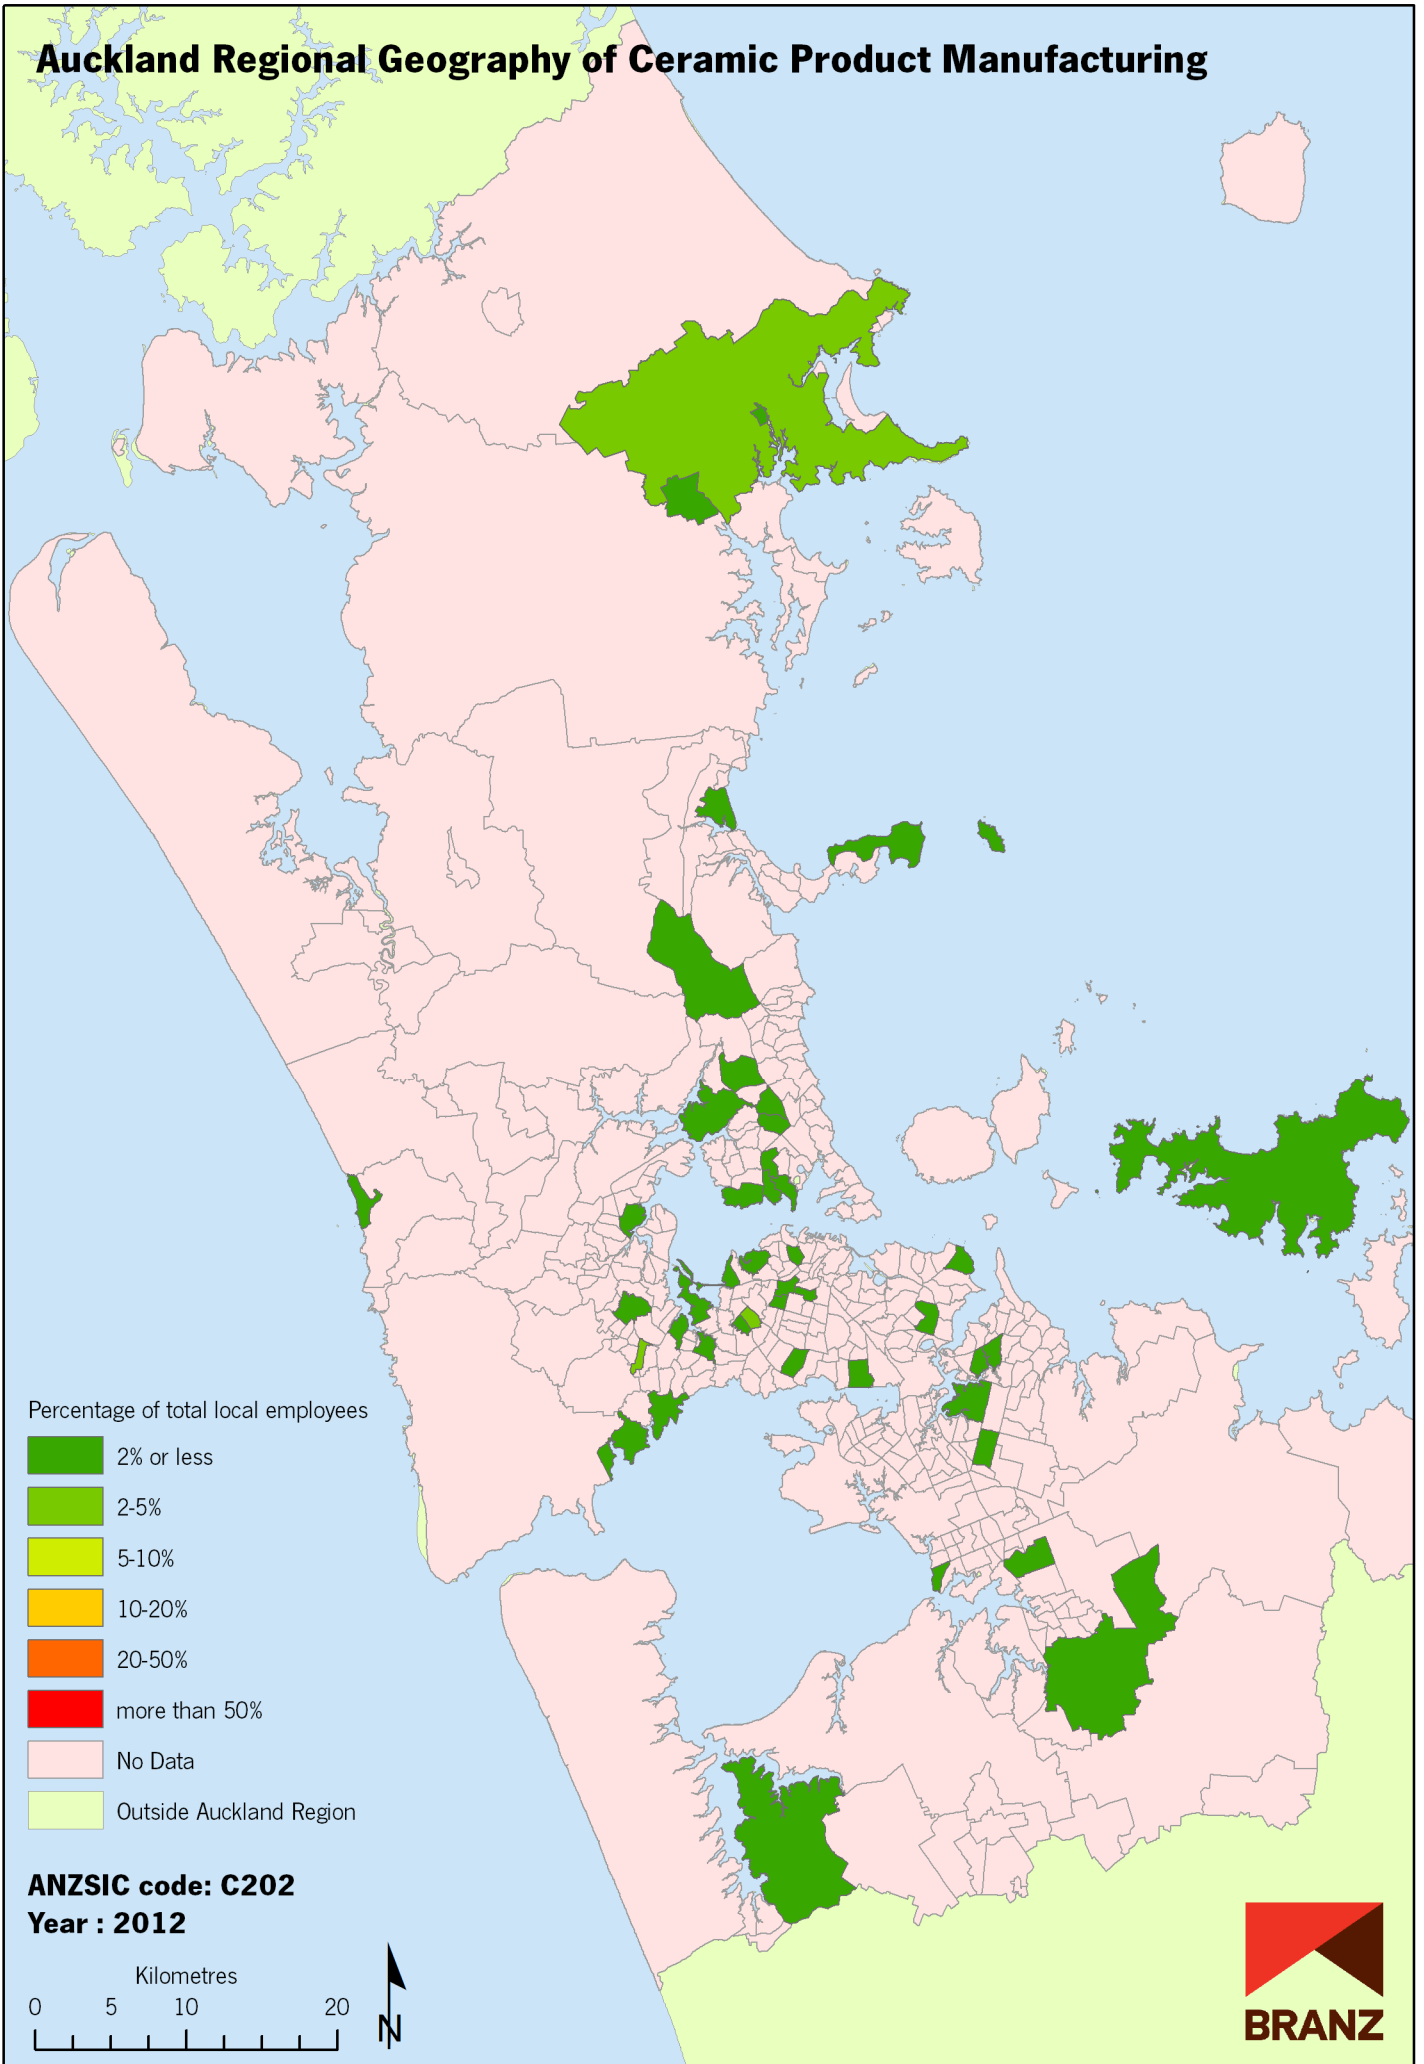 Auckland Regional Geography of Ceramic Product Manufacturing
Percentage of total local employees
2% or less
2-5%
5-10%
10-20%
20-50%
more than 50%
No Data
Outside Auckland Region
ANZSIC code: C202
Year : 2012
Kilometres
0 5 10 20
N
BRANZ